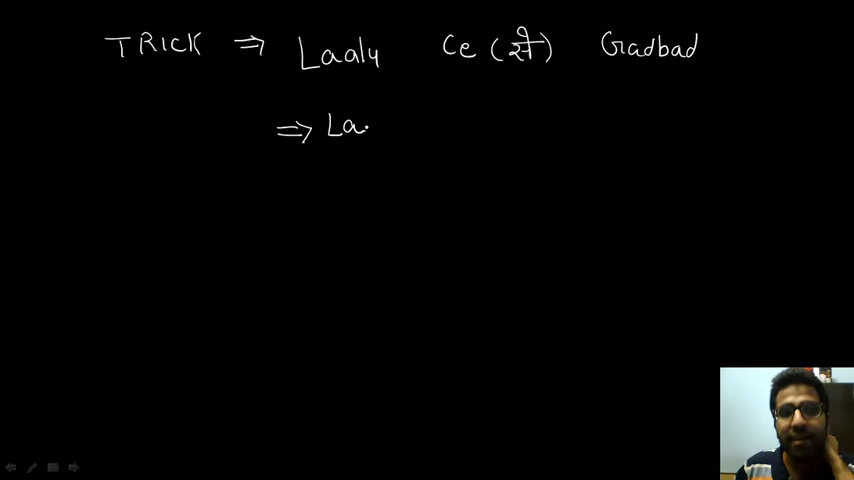 TRICK ⇒ Laaly Ce (से) Gadbad
⇒ La